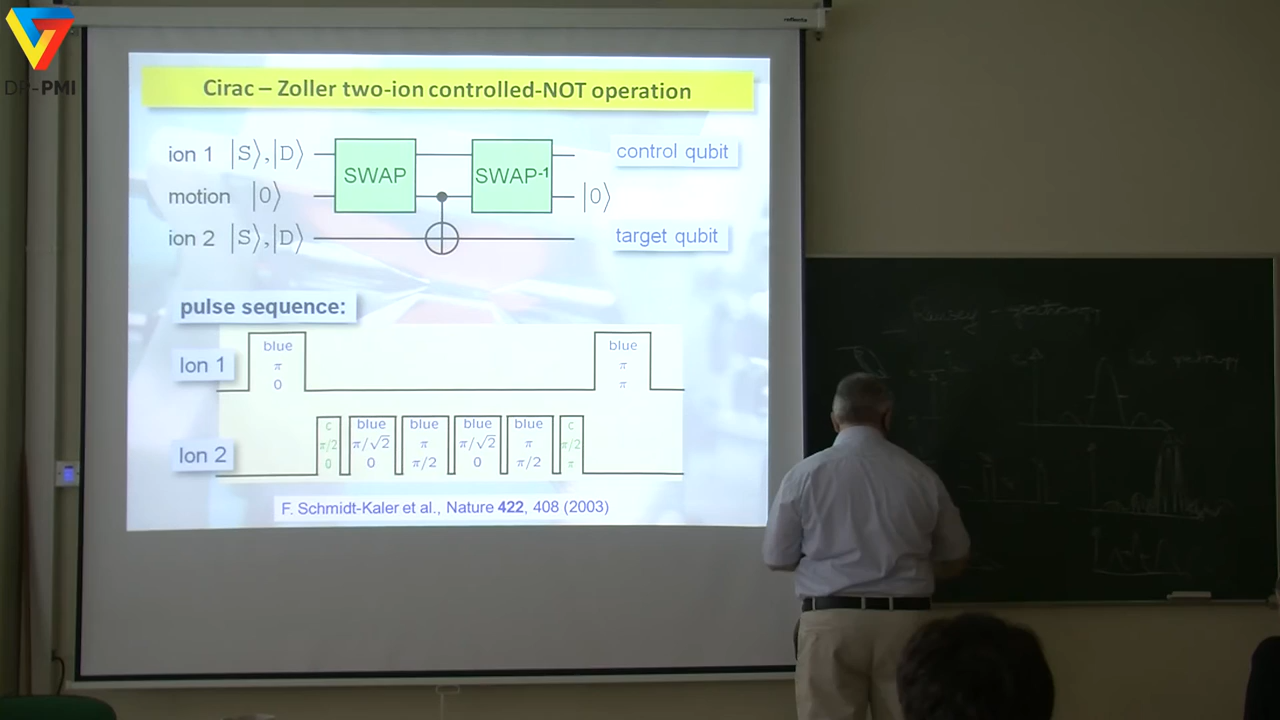 reflecta
DP-PMI
Cirac – Zoller two-ion controlled-NOT operation
ion 1 |S⟩,|D⟩ SWAP SWAP⁻¹ control qubit
motion |0⟩ |0⟩
ion 2 |S⟩,|D⟩ target qubit
pulse sequence:
Ion 1
blue
π
0
blue
π
π
Ion 2
c
π/2
0
blue
π/√2
0
blue
π
π/2
blue
π/√2
0
blue
π
π/2
c
π/2
π
F. Schmidt-Kaler et al., Nature 422, 408 (2003)